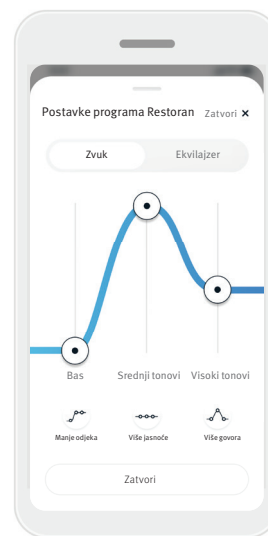 Postavke programa Restoran Zatvori ×
Zvuk Ekvilajzer
Bas Srednji tonovi Visoki tonovi
Manje odjeka Više jasnoće Više govora
Zatvori